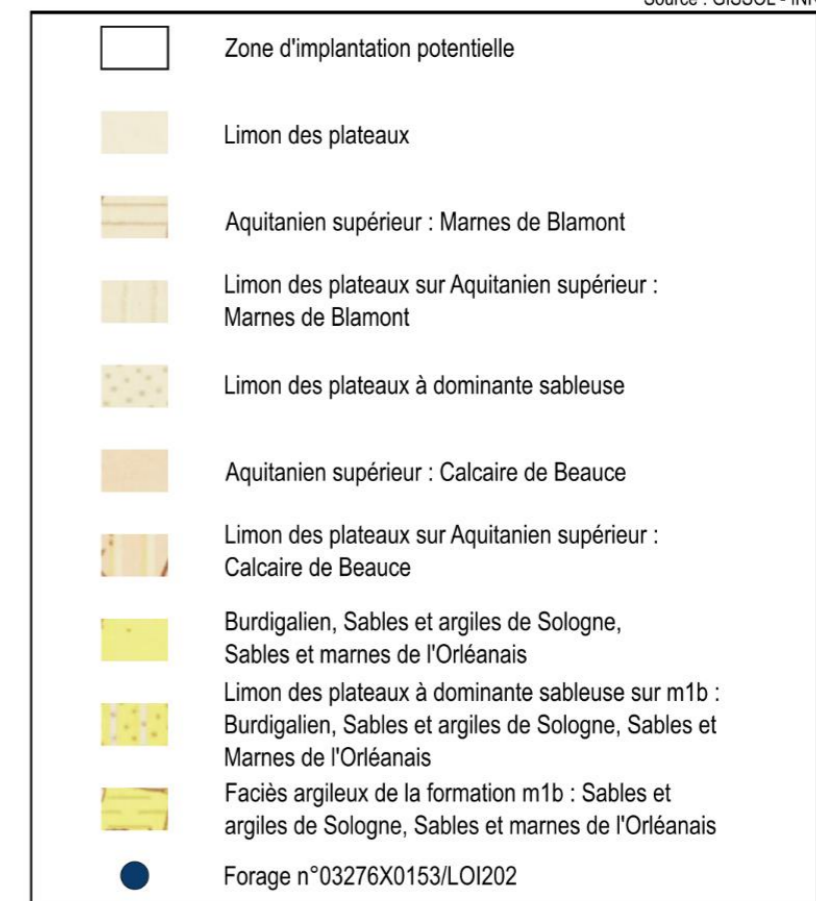 Zone d'implantation potentielle
Limon des plateaux
Aquitanien supérieur : Marnes de Blamont
Limon des plateaux sur Aquitanien supérieur :
Marnes de Blamont
Limon des plateaux à dominante sableuse
Aquitanien supérieur : Calcaire de Beauce
Limon des plateaux sur Aquitanien supérieur :
Calcaire de Beauce
Burdigalien, Sables et argiles de Sologne,
Sables et marnes de l'Orléanais
Limon des plateaux à dominante sableuse sur m1b :
Burdigalien, Sables et argiles de Sologne, Sables et
Marnes de l'Orléanais
Faciès argileux de la formation m1b : Sables et
argiles de Sologne, Sables et marnes de l'Orléanais
Forage n°03276X0153/LOI202